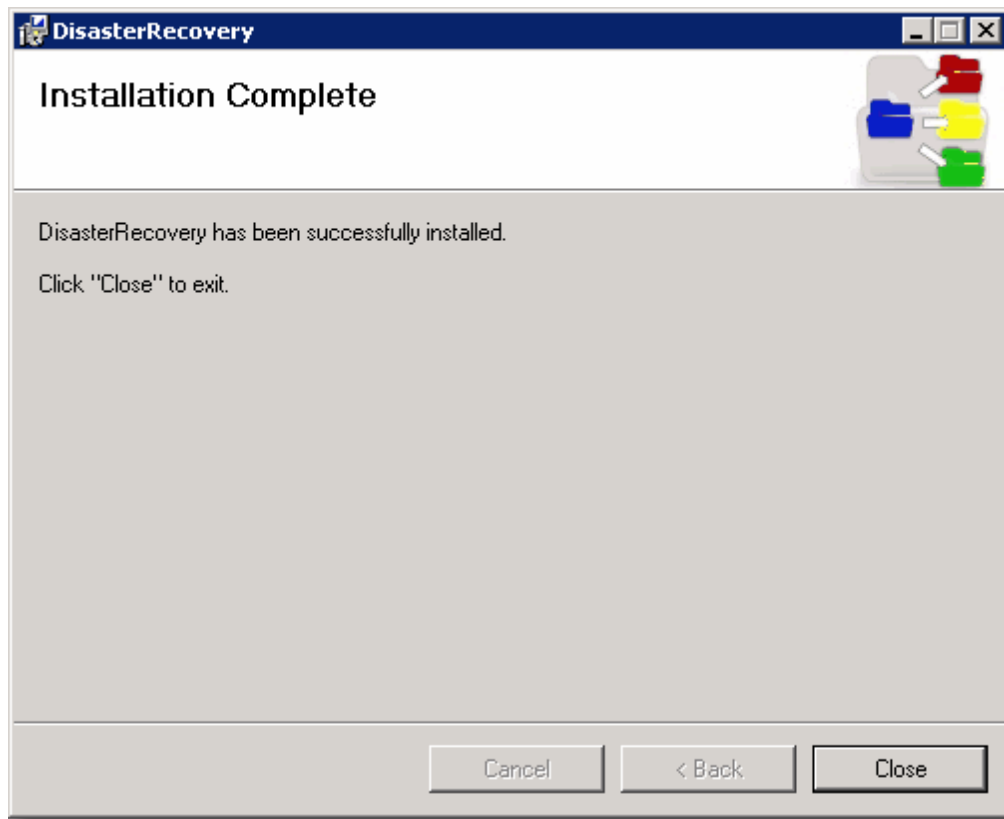 DisasterRecovery
Installation Complete
DisasterRecovery has been successfully installed.
Click "Close" to exit.
Cancel
< Back
Close